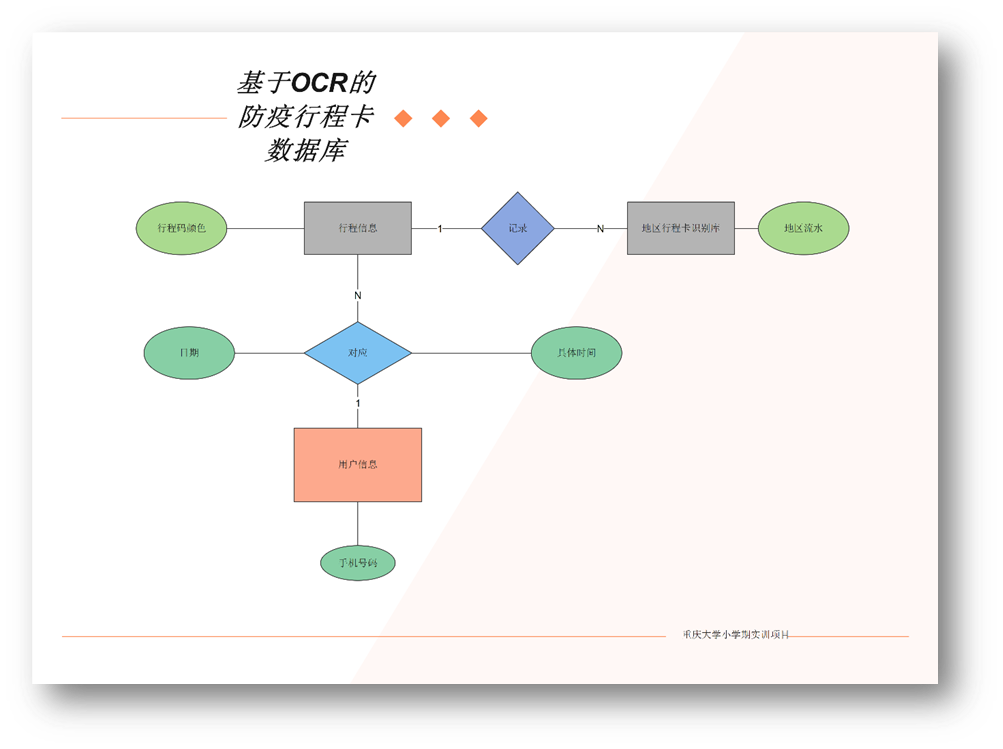 基于OCR的
防疫行程卡
数据库
行程码颜色
行程信息
1
记录
N
地区行程卡识别库
地区流水
N
日期
对应
具体时间
1
用户信息
手机号码
重庆大学小学期实训项目